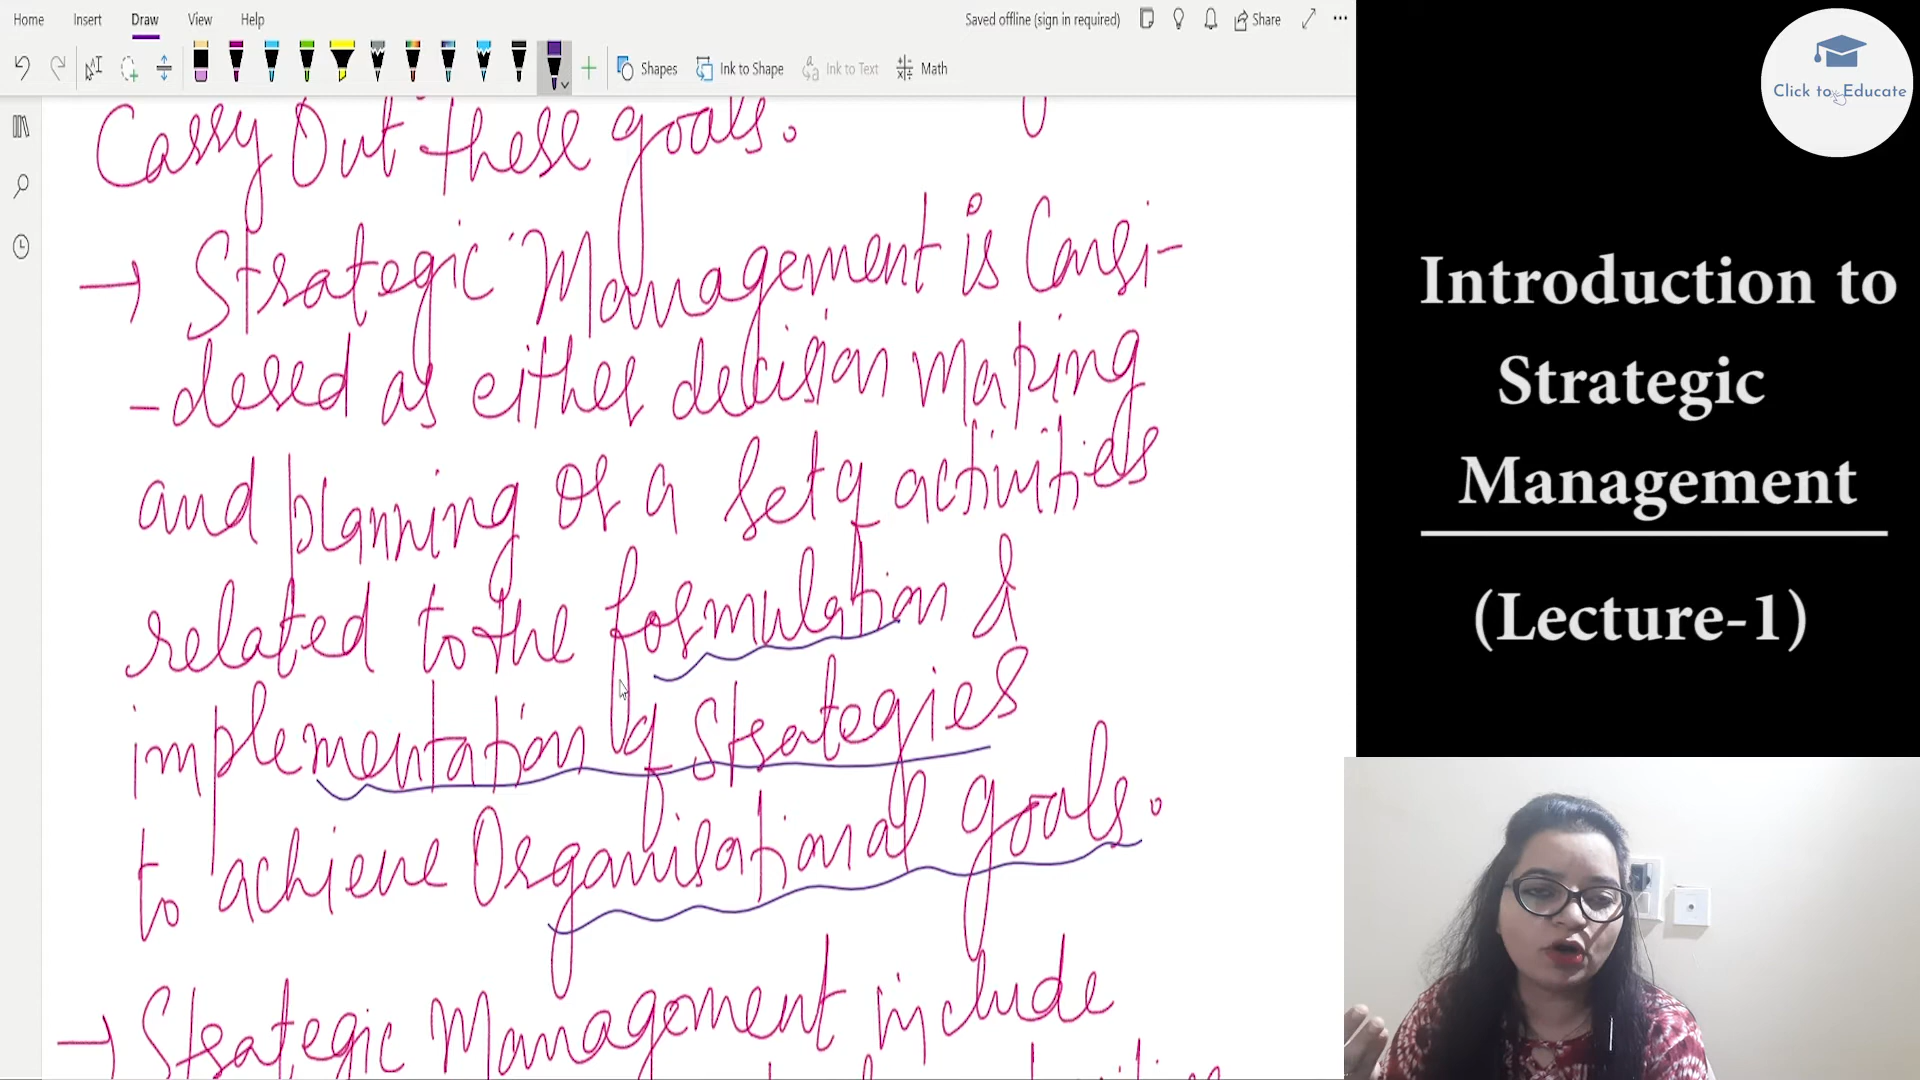 Home Insert Draw View Help
Saved offline (sign in required) Share
Shapes Ink to Shape Ink to Text Math
Carry Out these goals.
→ Strategic Management is Consi-
-dered as either decision Making
and planning or a set of activities
related to the formulation &
implementation of Strategies
to achieve Organisational goals.
→ Strategic Management include
Click to Educate
Introduction to
Strategic
Management
(Lecture-1)